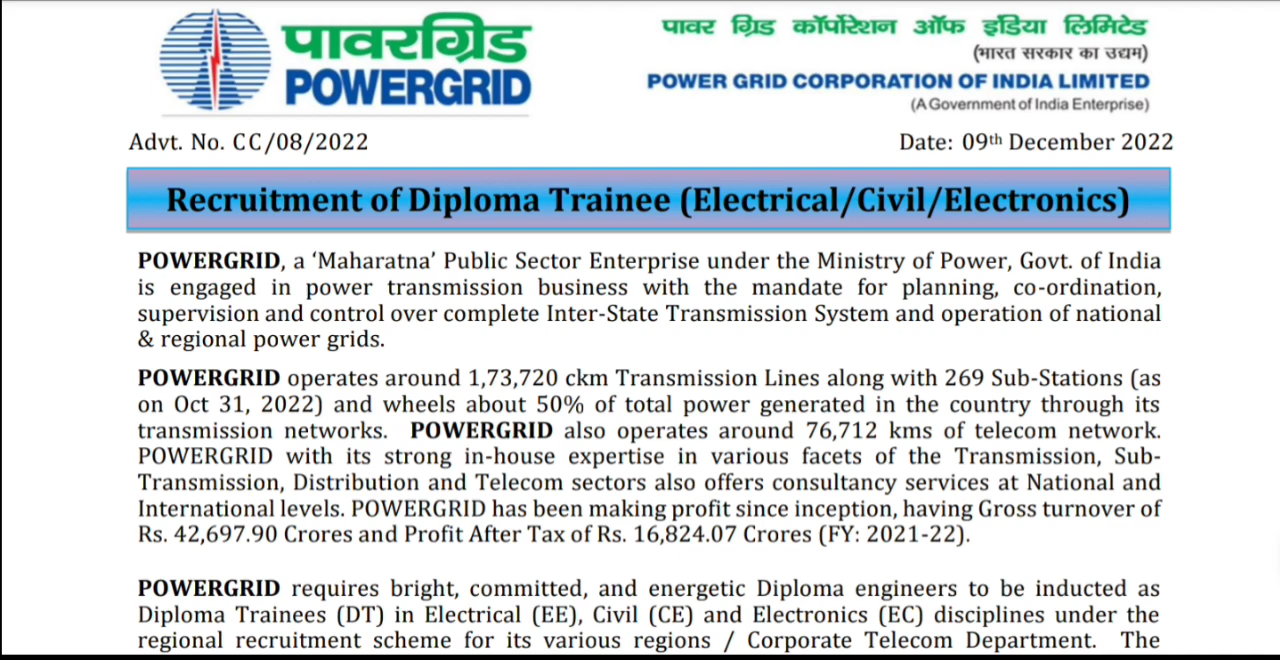 पावरग्रिड
POWERGRID
पावर ग्रिड कॉर्पोरेशन ऑफ इंडिया लिमिटेड
(भारत सरकार का उद्यम)
POWER GRID CORPORATION OF INDIA LIMITED
(A Government of India Enterprise)
Advt. No. CC/08/2022
Date: 09th December 2022
Recruitment of Diploma Trainee (Electrical/Civil/Electronics)
POWERGRID, a ‘Maharatna’ Public Sector Enterprise under the Ministry of Power, Govt. of India
is engaged in power transmission business with the mandate for planning, co-ordination,
supervision and control over complete Inter-State Transmission System and operation of national
& regional power grids.
POWERGRID operates around 1,73,720 ckm Transmission Lines along with 269 Sub-Stations (as
on Oct 31, 2022) and wheels about 50% of total power generated in the country through its
transmission networks. POWERGRID also operates around 76,712 kms of telecom network.
POWERGRID with its strong in-house expertise in various facets of the Transmission, Sub-
Transmission, Distribution and Telecom sectors also offers consultancy services at National and
International levels. POWERGRID has been making profit since inception, having Gross turnover of
Rs. 42,697.90 Crores and Profit After Tax of Rs. 16,824.07 Crores (FY: 2021-22).
POWERGRID requires bright, committed, and energetic Diploma engineers to be inducted as
Diploma Trainees (DT) in Electrical (EE), Civil (CE) and Electronics (EC) disciplines under the
regional recruitment scheme for its various regions / Corporate Telecom Department. The